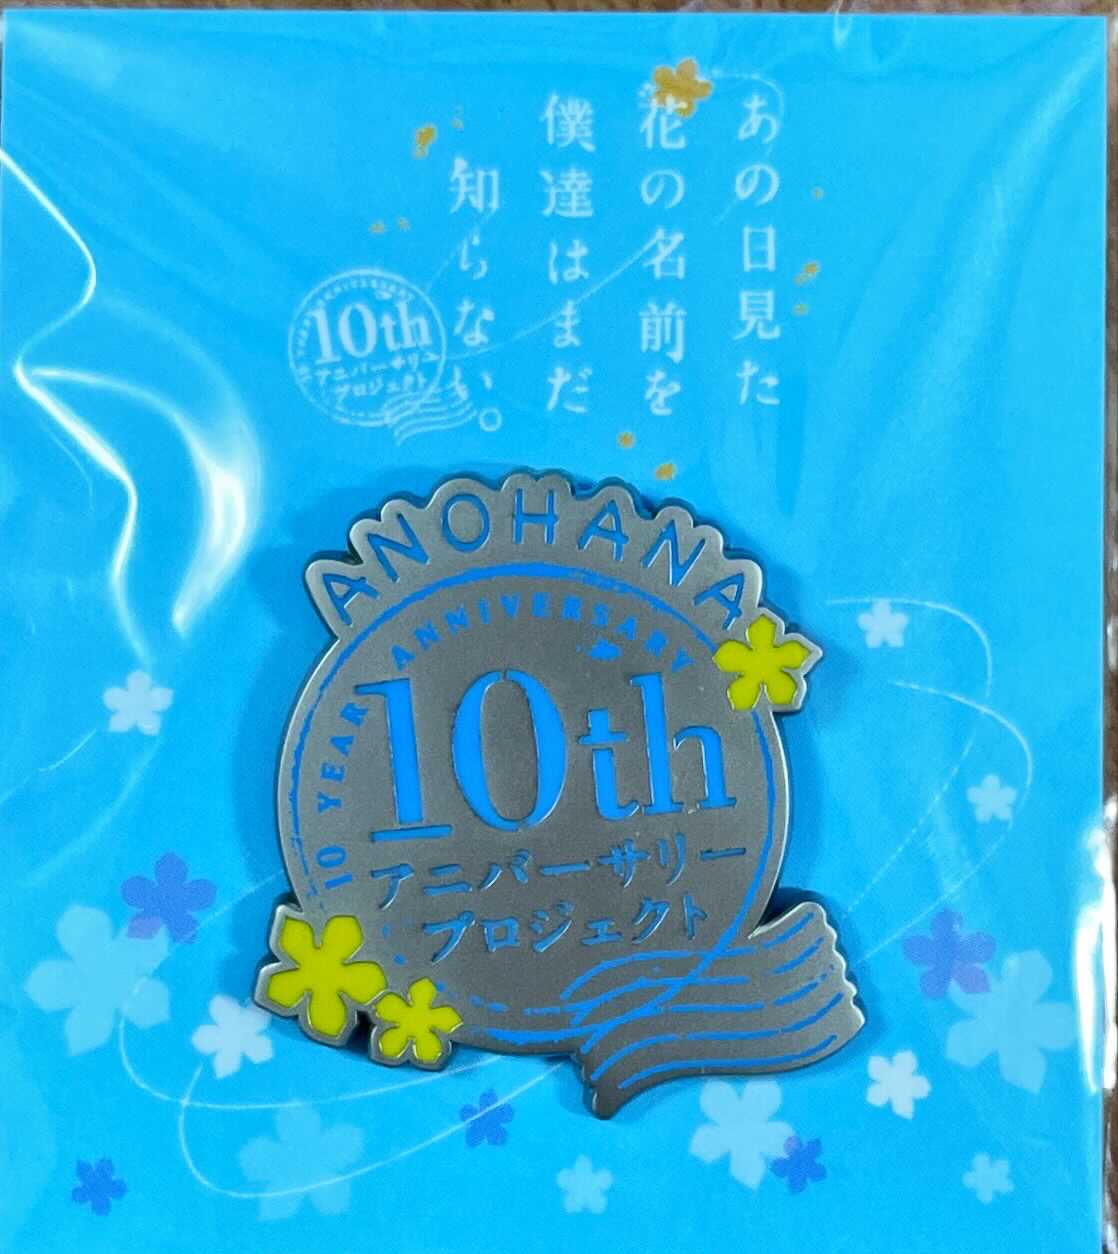 あの日見た
花の名前を
僕達はまだ
知らない。
10th
アニバーサリー
プロジェクト
ANOHANA
10 YEAR ANNIVERSARY
10th
アニバーサリー
プロジェクト